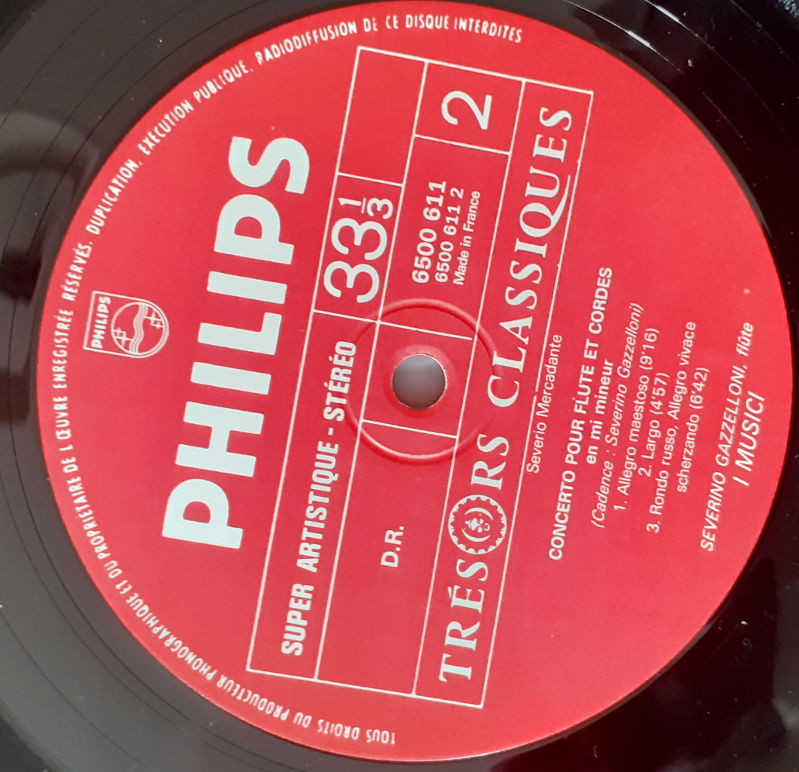 TOUS DROITS DU PRODUCTEUR PHONOGRAPHIQUE ET DU PROPRIÉTAIRE DE L'ŒUVRE ENREGISTRÉE RÉSERVÉS. DUPLICATION, EXÉCUTION PUBLIQUE, RADIODIFFUSION DE CE DISQUE INTERDITES
PHILIPS
PHILIPS
SUPER ARTISTIQUE - STÉRÉO
33 1/3
D.R.
6500 611
6500 611 2
Made in France
2
TRÉSORS CLASSIQUES
Severio Mercadante
CONCERTO POUR FLUTE ET CORDES
en mi mineur
(Cadence : Severino Gazzelloni)
1. Allegro maestoso (9'16)
2. Largo (4'57)
3. Rondo russo, Allegro vivace
scherzando (6'42)
SEVERINO GAZZELLONI, flûte
I MUSICI